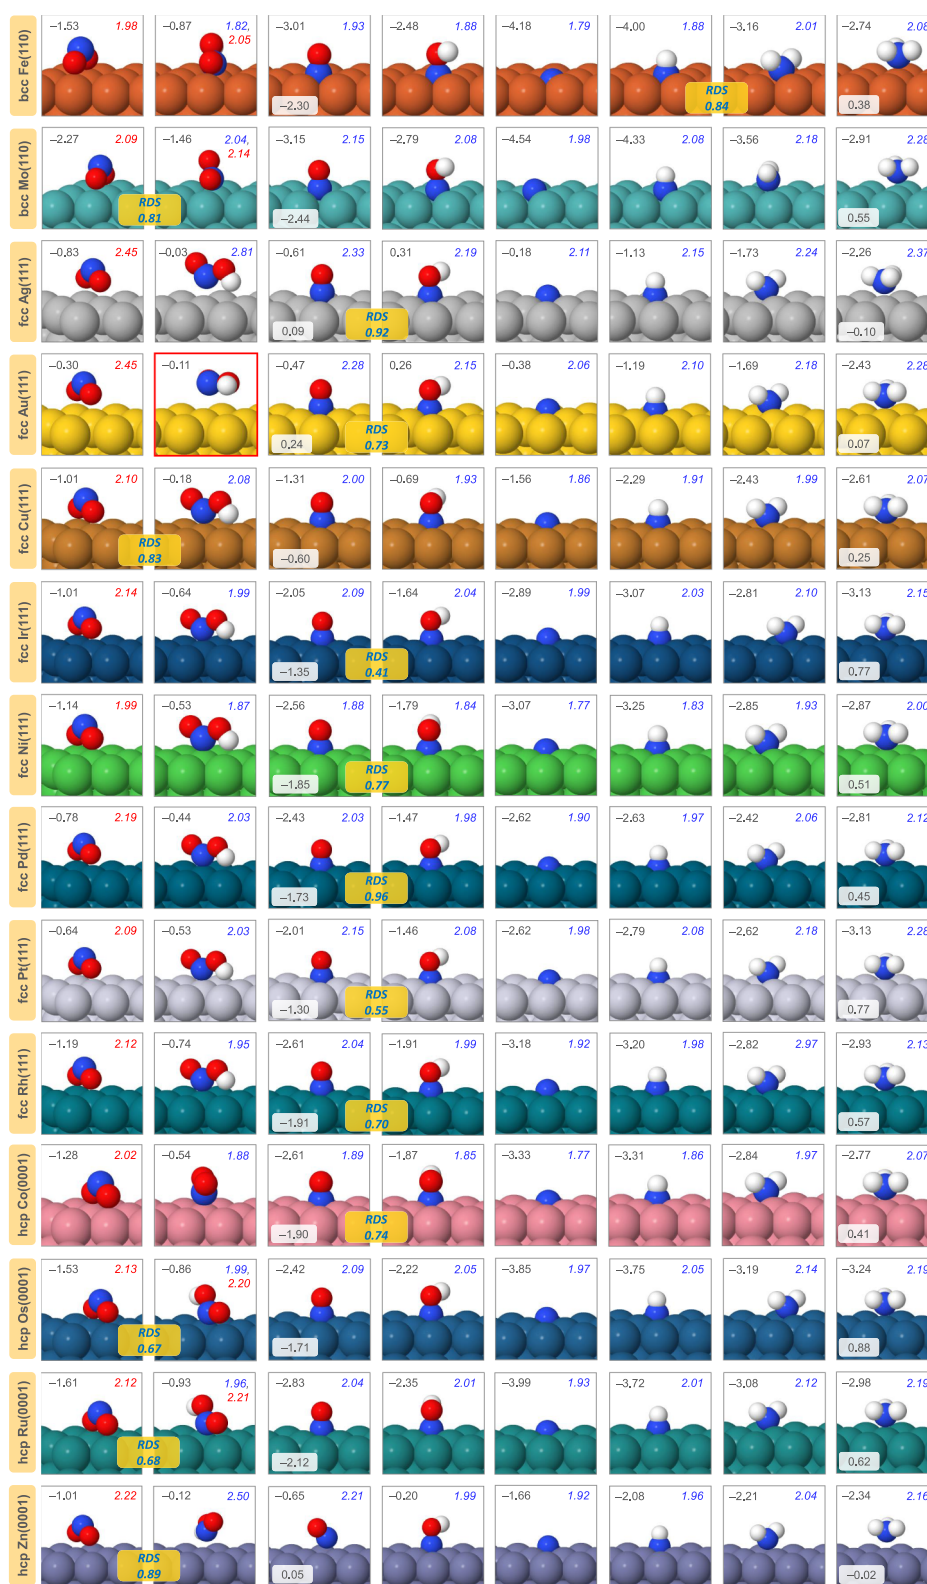 bcc Fe(110)
−1.53 1.98 −0.87 1.82, −3.01 1.93 −2.48 1.88 −4.18 1.79 −4.00 1.88 −3.16 2.01 −2.74 2.08
2.05
RDS
−2.30 0.84 0.38
bcc Mo(110)
−2.27 2.09 −1.46 2.04, −3.15 2.15 −2.79 2.08 −4.54 1.98 −4.33 2.08 −3.56 2.18 −2.91 2.28
2.14
RDS
0.81 −2.44 0.55
fcc Ag(111)
−0.83 2.45 −0.03 2.81 −0.61 2.33 0.31 2.19 −0.18 2.11 −1.13 2.15 −1.73 2.24 −2.26 2.37
RDS
0.09 0.92 −0.10
fcc Au(111)
−0.30 2.45 −0.11 −0.47 2.28 0.26 2.15 −0.38 2.06 −1.19 2.10 −1.69 2.18 −2.43 2.28
RDS
0.24 0.73 0.07
fcc Cu(111)
−1.01 2.10 −0.18 2.08 −1.31 2.00 −0.69 1.93 −1.56 1.86 −2.29 1.91 −2.43 1.99 −2.61 2.07
RDS
0.83 −0.60 0.25
fcc Ir(111)
−1.01 2.14 −0.64 1.99 −2.05 2.09 −1.64 2.04 −2.89 1.99 −3.07 2.03 −2.81 2.10 −3.13 2.15
RDS
−1.35 0.41 0.77
fcc Ni(111)
−1.14 1.99 −0.53 1.87 −2.56 1.88 −1.79 1.84 −3.07 1.77 −3.25 1.83 −2.85 1.93 −2.87 2.00
RDS
−1.85 0.77 0.51
fcc Pd(111)
−0.78 2.19 −0.44 2.03 −2.43 2.03 −1.47 1.98 −2.62 1.90 −2.63 1.97 −2.42 2.06 −2.81 2.12
RDS
−1.73 0.96 0.45
fcc Pt(111)
−0.64 2.09 −0.53 2.03 −2.01 2.15 −1.46 2.08 −2.62 1.98 −2.79 2.08 −2.62 2.18 −3.13 2.28
RDS
−1.30 0.55 0.77
fcc Rh(111)
−1.19 2.12 −0.74 1.95 −2.61 2.04 −1.91 1.99 −3.18 1.92 −3.20 1.98 −2.82 2.97 −2.93 2.13
RDS
−1.91 0.70 0.57
hcp Co(0001)
−1.28 2.02 −0.54 1.88 −2.61 1.89 −1.87 1.85 −3.33 1.77 −3.31 1.86 −2.84 1.97 −2.77 2.07
RDS
−1.90 0.74 0.41
hcp Os(0001)
−1.53 2.13 −0.86 1.99, −2.42 2.09 −2.22 2.05 −3.85 1.97 −3.75 2.05 −3.19 2.14 −3.24 2.19
2.20
RDS
0.67 −1.71 0.88
hcp Ru(0001)
−1.61 2.12 −0.93 1.96, −2.83 2.04 −2.35 2.01 −3.99 1.93 −3.72 2.01 −3.08 2.12 −2.98 2.19
2.21
RDS
0.68 −2.12 0.62
hcp Zn(0001)
−1.01 2.22 −0.12 2.50 −0.65 2.21 −0.20 1.99 −1.66 1.92 −2.08 1.96 −2.21 2.04 −2.34 2.16
RDS
0.89 0.05 −0.02